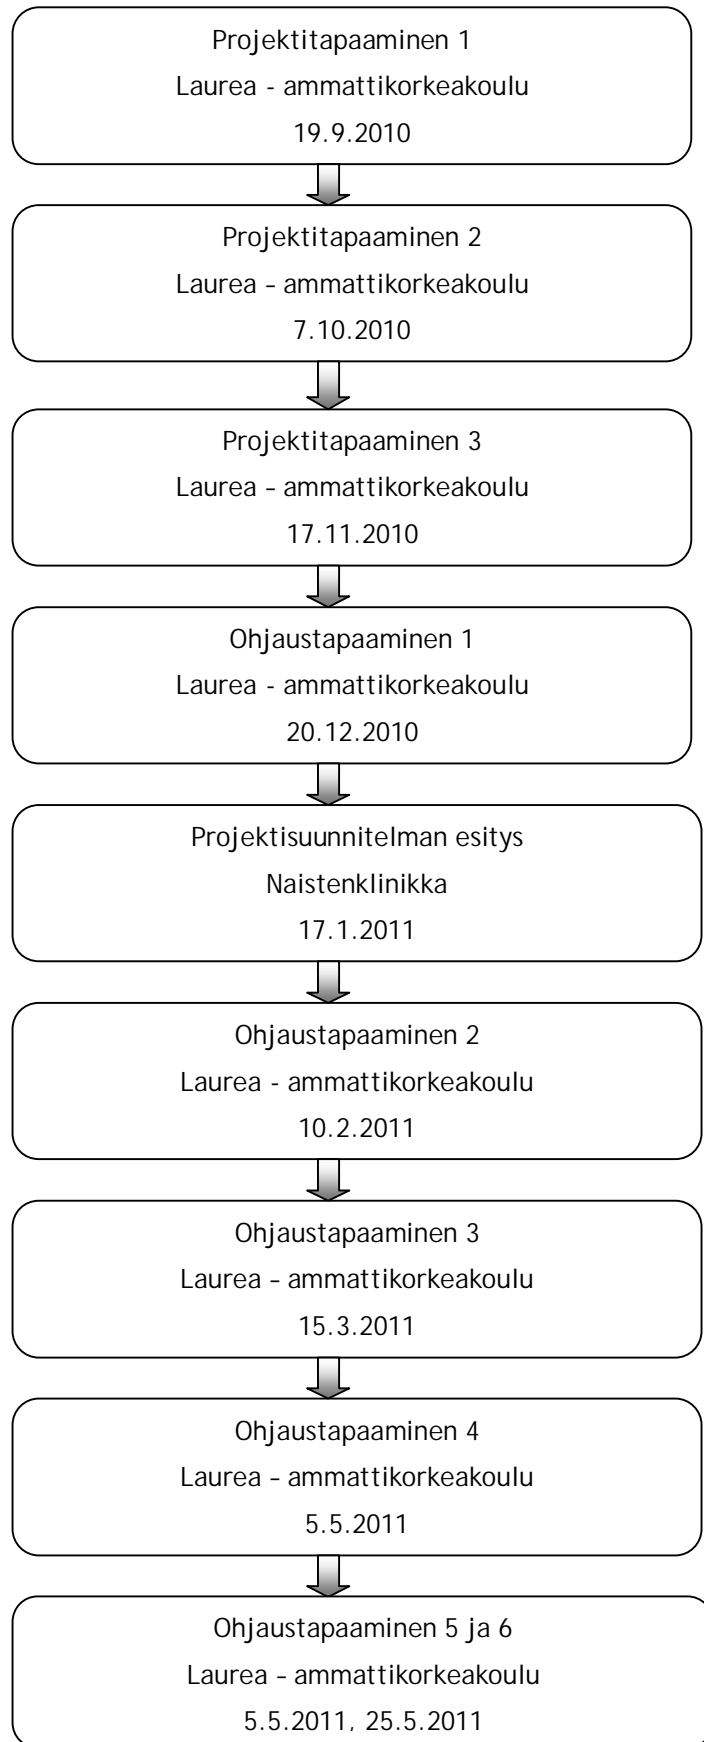 Projektitapaaminen 1
Laurea - ammattikorkeakoulu
19.9.2010
Projektitapaaminen 2
Laurea – ammattikorkeakoulu
7.10.2010
Projektitapaaminen 3
Laurea – ammattikorkeakoulu
17.11.2010
Ohjaustapaaminen 1
Laurea - ammattikorkeakoulu
20.12.2010
Projektisuunnitelman esitys
Naistenklinikka
17.1.2011
Ohjaustapaaminen 2
Laurea - ammattikorkeakoulu
10.2.2011
Ohjaustapaaminen 3
Laurea – ammattikorkeakoulu
15.3.2011
Ohjaustapaaminen 4
Laurea – ammattikorkeakoulu
5.5.2011
Ohjaustapaaminen 5 ja 6
Laurea – ammattikorkeakoulu
5.5.2011, 25.5.2011